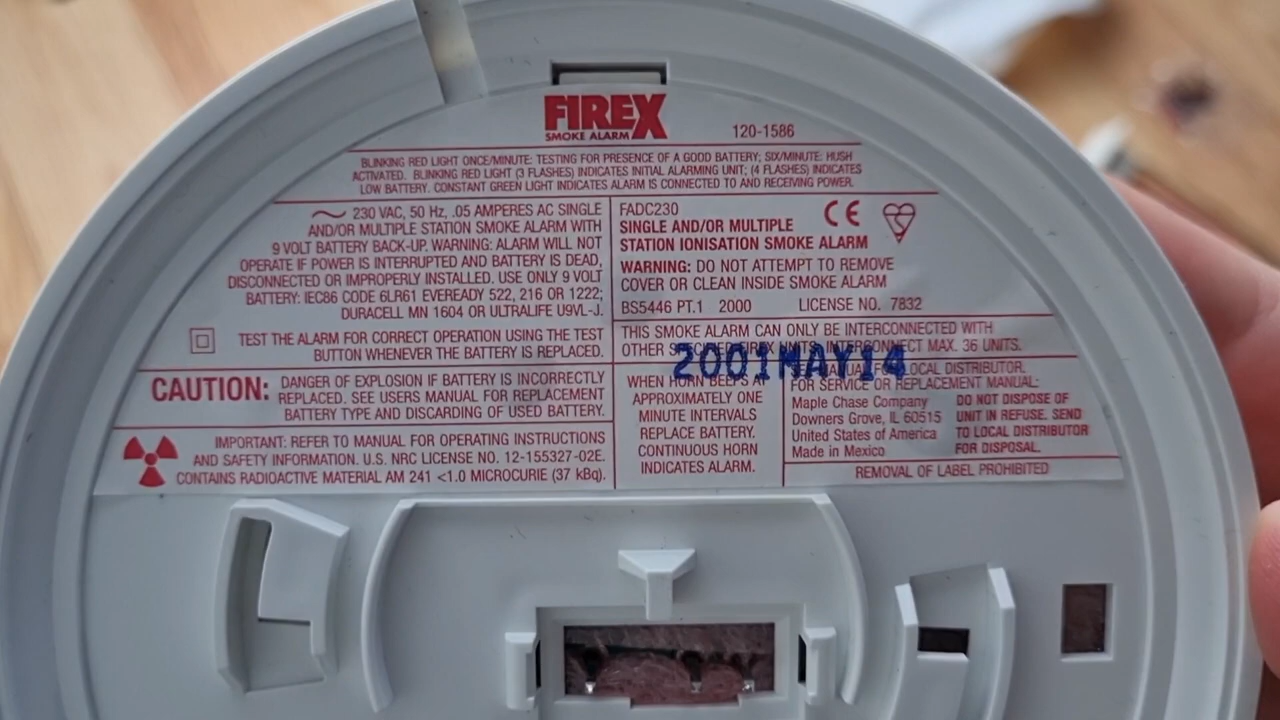 FIREX
SMOKE ALARM
120-1586
BLINKING RED LIGHT ONCE/MINUTE: TESTING FOR PRESENCE OF A GOOD BATTERY; SIX/MINUTE: HUSH
ACTIVATED. BLINKING RED LIGHT (3 FLASHES) INDICATES INITIAL ALARMING UNIT; (4 FLASHES) INDICATES
LOW BATTERY. CONSTANT GREEN LIGHT INDICATES ALARM IS CONNECTED TO AND RECEIVING POWER.
230 VAC, 50 Hz, .05 AMPERES AC SINGLE
AND/OR MULTIPLE STATION SMOKE ALARM WITH
9 VOLT BATTERY BACK-UP. WARNING: ALARM WILL NOT
OPERATE IF POWER IS INTERRUPTED AND BATTERY IS DEAD,
DISCONNECTED OR IMPROPERLY INSTALLED. USE ONLY 9 VOLT
BATTERY: IEC86 CODE 6LR61 EVEREADY 522, 216 OR 1222;
DURACELL MN 1604 OR ULTRALIFE U9VL-J.
TEST THE ALARM FOR CORRECT OPERATION USING THE TEST
BUTTON WHENEVER THE BATTERY IS REPLACED.
CAUTION: DANGER OF EXPLOSION IF BATTERY IS INCORRECTLY
REPLACED. SEE USERS MANUAL FOR REPLACEMENT
BATTERY TYPE AND DISCARDING OF USED BATTERY.
IMPORTANT: REFER TO MANUAL FOR OPERATING INSTRUCTIONS
AND SAFETY INFORMATION. U.S. NRC LICENSE NO. 12-155327-02E.
CONTAINS RADIOACTIVE MATERIAL AM 241 <1.0 MICROCURIE (37 kBq).
FADC230
CE
SINGLE AND/OR MULTIPLE
STATION IONISATION SMOKE ALARM
WARNING: DO NOT ATTEMPT TO REMOVE
COVER OR CLEAN INSIDE SMOKE ALARM
BS5446 PT.1 2000 LICENSE NO. 7832
THIS SMOKE ALARM CAN ONLY BE INTERCONNECTED WITH
OTHER SPECIFIED FIREX UNITS. INTERCONNECT MAX. 36 UNITS.
2001MAY14
WHEN HORN BEEPS AT
APPROXIMATELY ONE
MINUTE INTERVALS
REPLACE BATTERY.
CONTINUOUS HORN
INDICATES ALARM.
MANUAL LOCAL DISTRIBUTOR.
FOR SERVICE OR REPLACEMENT MANUAL:
Maple Chase Company
Downers Grove, IL 60515
United States of America
Made in Mexico
DO NOT DISPOSE OF
UNIT IN REFUSE. SEND
TO LOCAL DISTRIBUTOR
FOR DISPOSAL.
REMOVAL OF LABEL PROHIBITED